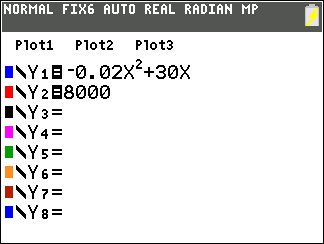 NORMAL FIX6 AUTO REAL RADIAN MP
Plot1 Plot2 Plot3
\Y₁=-0.02X²+30X
\Y₂=8000
\Y₃=
\Y₄=
\Y₅=
\Y₆=
\Y₇=
\Y₈=